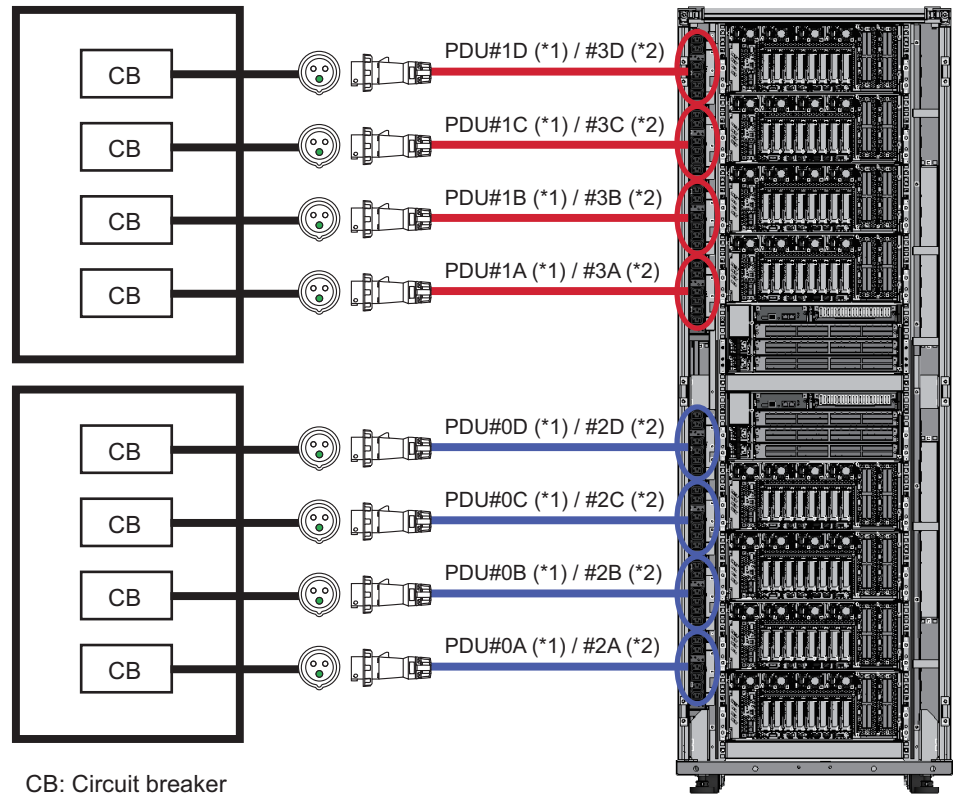 CB PDU#1D (*1) / #3D (*2)
CB PDU#1C (*1) / #3C (*2)
CB PDU#1B (*1) / #3B (*2)
CB PDU#1A (*1) / #3A (*2)
CB PDU#0D (*1) / #2D (*2)
CB PDU#0C (*1) / #2C (*2)
CB PDU#0B (*1) / #2B (*2)
CB PDU#0A (*1) / #2A (*2)
CB: Circuit breaker